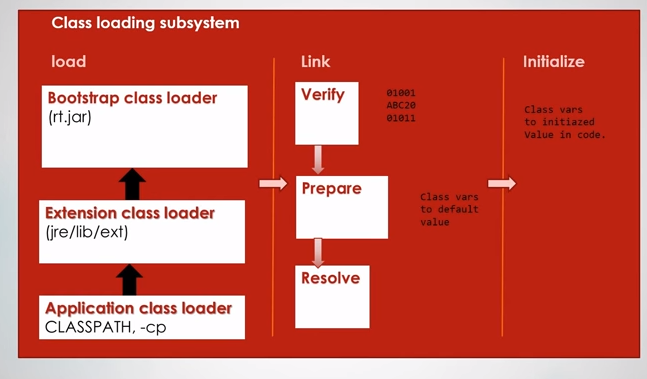 Class loading subsystem
load
Bootstrap class loader
(rt.jar)
Extension class loader
(jre/lib/ext)
Application class loader
CLASSPATH, -cp
Link
Verify
01001
ABC20
01011
Prepare
Class vars
to default
value
Resolve
Initialize
Class vars
to initiazed
Value in code.